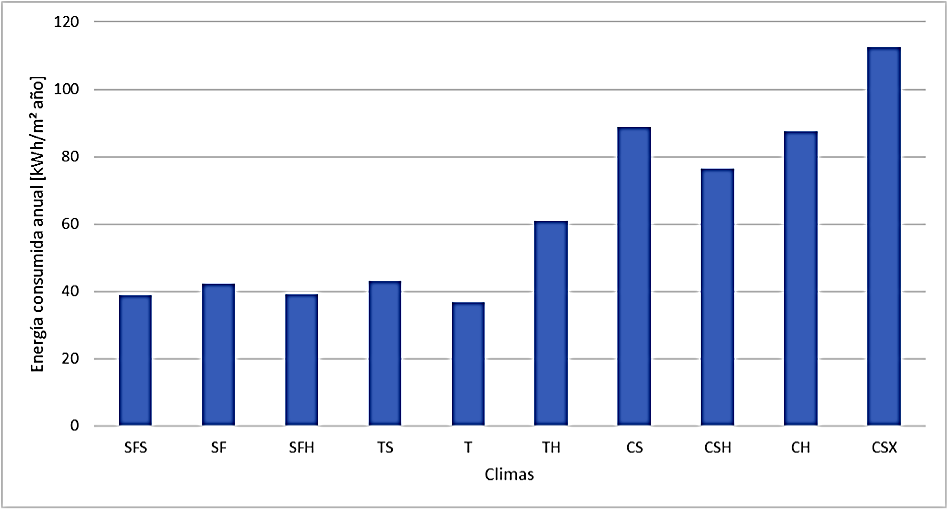 120
100
80
60
40
20
0
Energía consumida anual [kWh/m² año]
SFS SF SFH TS T TH CS CSH CH CSX
Climas